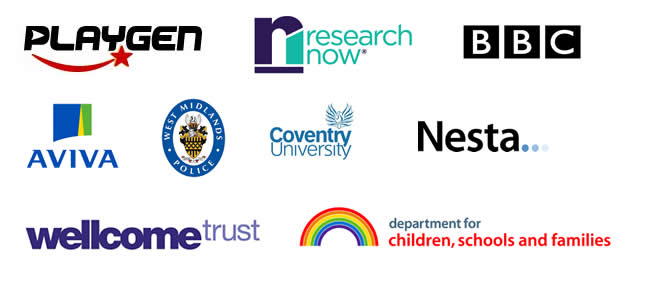 PLAYGEN
research
now®
BBC
AVIVA
WEST MIDLANDS
POLICE
Coventry
University
Nesta...
wellcometrust
department for
children, schools and families